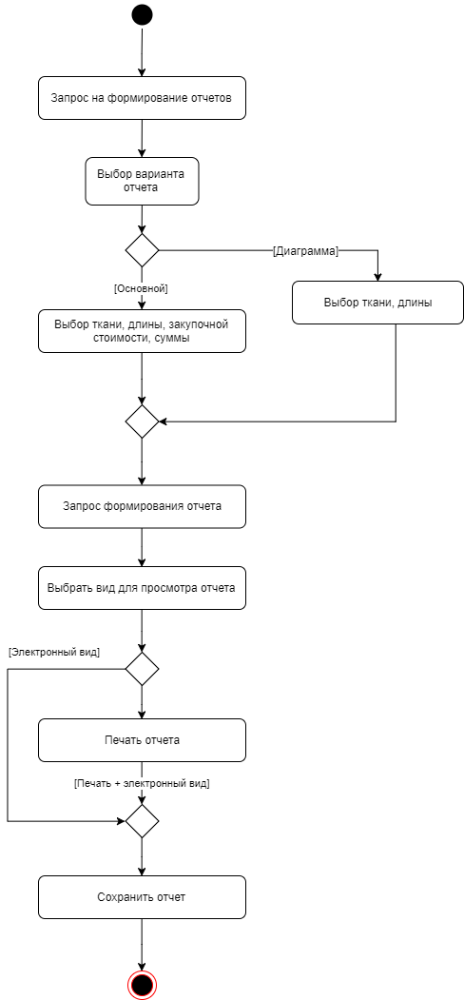 Запрос на формирование отчетов
Выбор варианта
отчета
[Диаграмма]
[Основной]
Выбор ткани, длины
Выбор ткани, длины, закупочной
стоимости, суммы
Запрос формирования отчета
Выбрать вид для просмотра отчета
[Электронный вид]
Печать отчета
[Печать + электронный вид]
Сохранить отчет